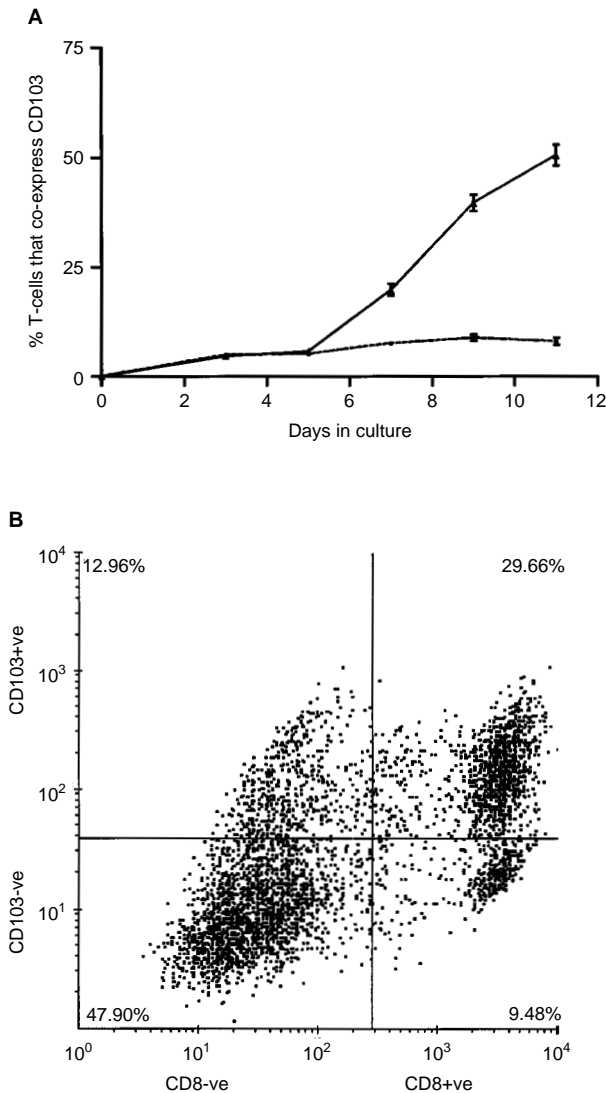 A
% T-cells that co-express CD103
75
50
25
0
0 2 4 6 8 10 12
Days in culture
B
CD103+ve
CD103-ve
10⁴
10³
10²
10¹
12.96% 29.66%
47.90% 9.48%
10⁰ 10¹ 10² 10³ 10⁴
CD8-ve CD8+ve